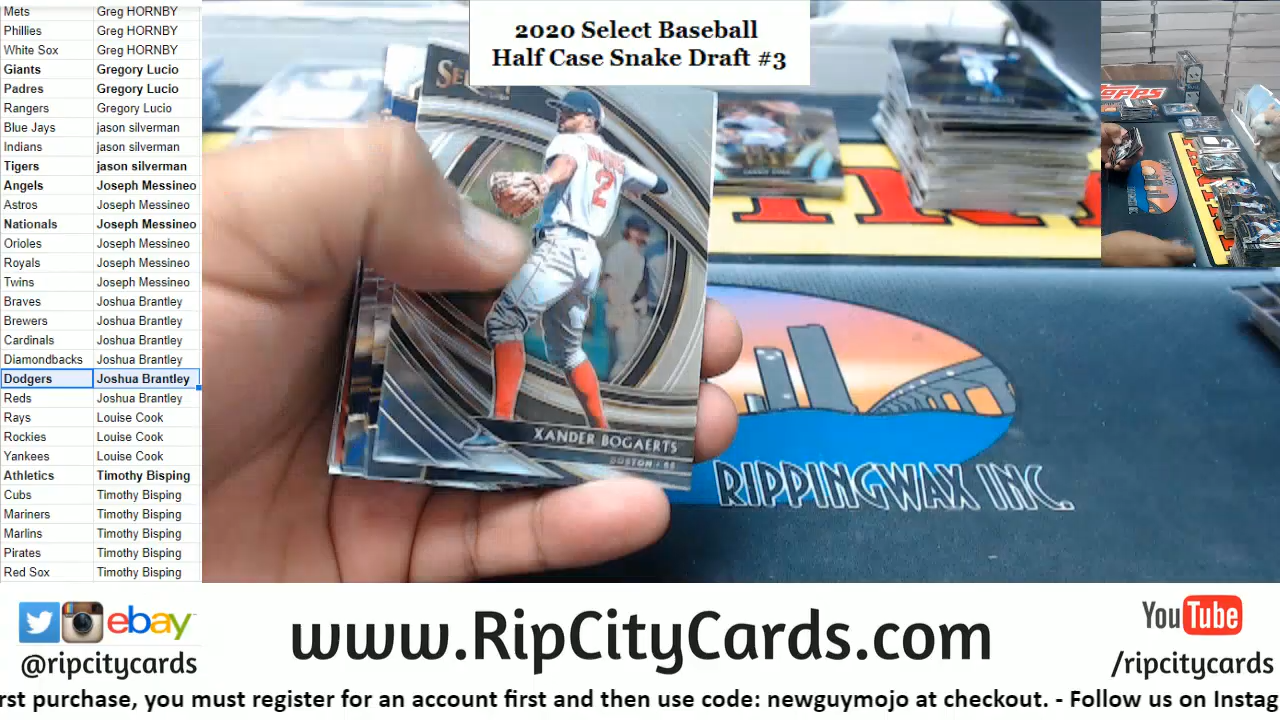 2020 Select Baseball
Half Case Snake Draft #3
Mets Greg HORNBY
Phillies Greg HORNBY
White Sox Greg HORNBY
Giants Gregory Lucio
Padres Gregory Lucio
Rangers Gregory Lucio
Blue Jays jason silverman
Indians jason silverman
Tigers jason silverman
Angels Joseph Messineo
Astros Joseph Messineo
Nationals Joseph Messineo
Orioles Joseph Messineo
Royals Joseph Messineo
Twins Joseph Messineo
Braves Joshua Brantley
Brewers Joshua Brantley
Cardinals Joshua Brantley
Diamondbacks Joshua Brantley
Dodgers Joshua Brantley
Reds Joshua Brantley
Rays Louise Cook
Rockies Louise Cook
Yankees Louise Cook
Athletics Timothy Bisping
Cubs Timothy Bisping
Mariners Timothy Bisping
Marlins Timothy Bisping
Pirates Timothy Bisping
Red Sox Timothy Bisping
2
XANDER BOGAERTS
BOSTON • SS
RIPPINGWAX INC.
TOPPS
ebay
@ripcitycards
www.RipCityCards.com
YouTube
/ripcitycards
rst purchase, you must register for an account first and then use code: newguymojo at checkout. - Follow us on Instag